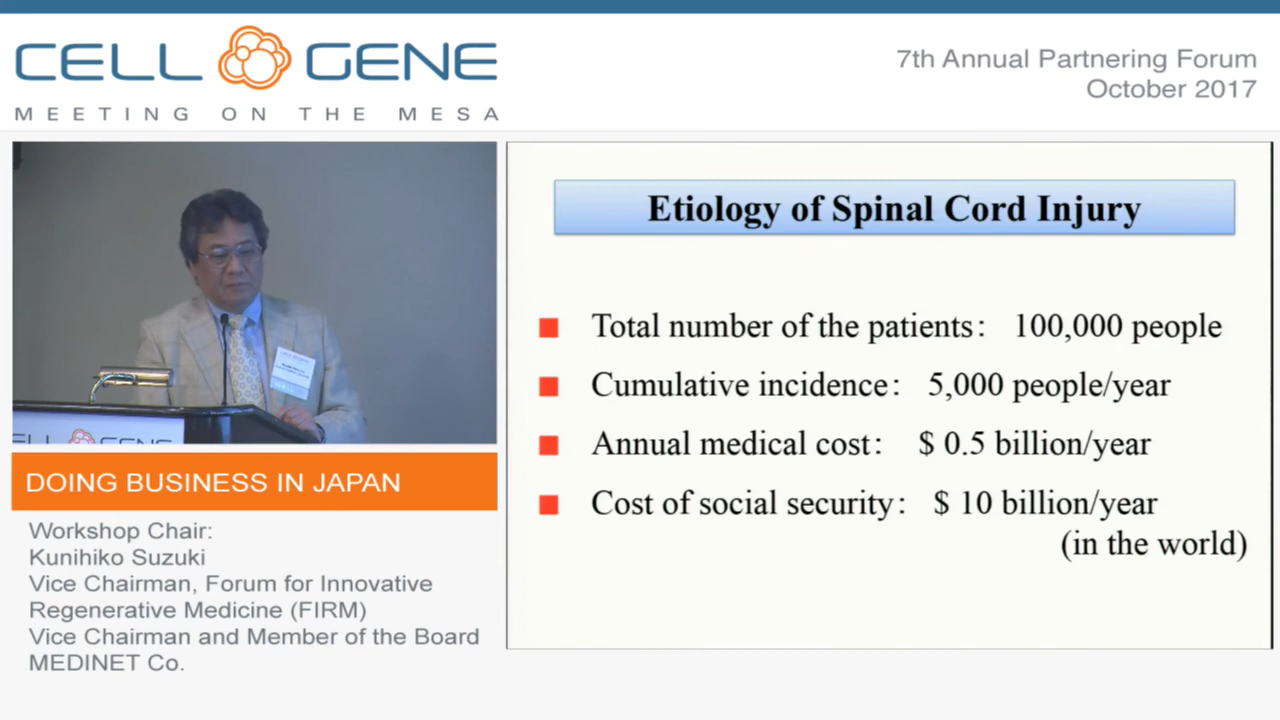 CELL GENE
MEETING ON THE MESA
7th Annual Partnering Forum
October 2017
CELL GENE
DOING BUSINESS IN JAPAN
Workshop Chair:
Kunihiko Suzuki
Vice Chairman, Forum for Innovative
Regenerative Medicine (FIRM)
Vice Chairman and Member of the Board
MEDINET Co.
Etiology of Spinal Cord Injury
Total number of the patients: 100,000 people
Cumulative incidence: 5,000 people/year
Annual medical cost: $ 0.5 billion/year
Cost of social security: $ 10 billion/year
(in the world)